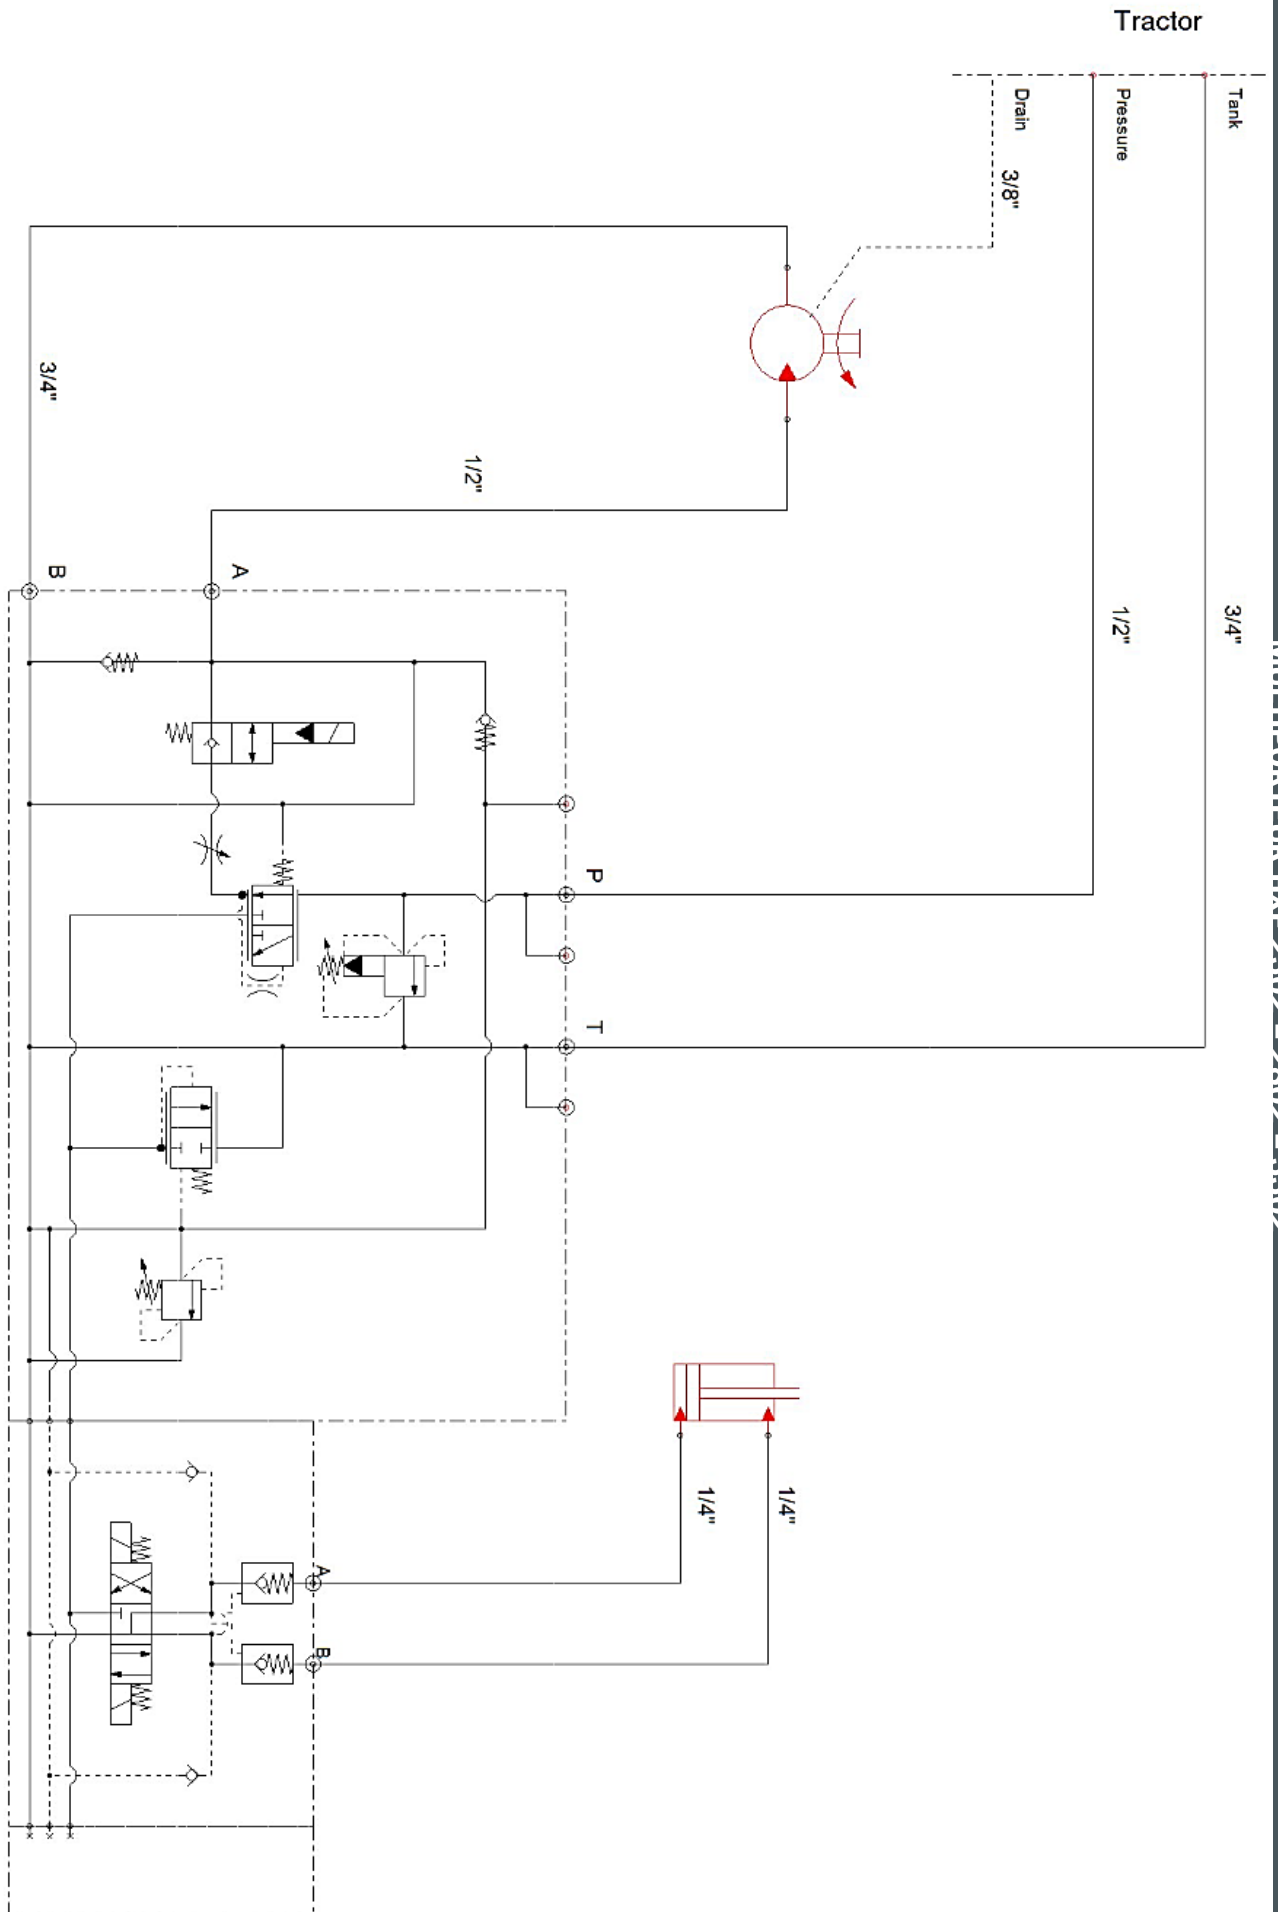 Tractor
Drain
Pressure
Tank
3/8"
3/4"
1/2"
1/2"
3/4"
B
A
P
T
1/4"
1/4"
A
B